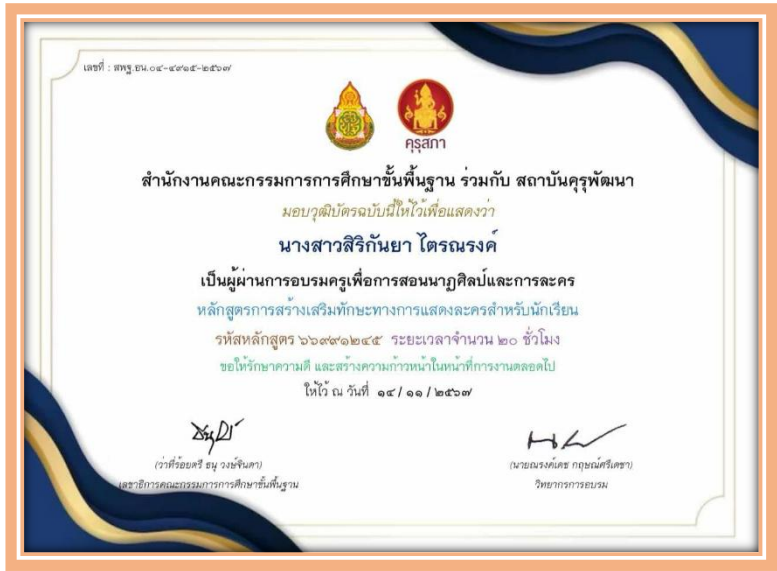 เลขที่ : สพฐ.ธน.๐๔-๔๙๑๕-๒๕๖๗
คุรุสภา
สำนักงานคณะกรรมการการศึกษาขั้นพื้นฐาน ร่วมกับ สถาบันคุรุพัฒนา
มอบวุฒิบัตรฉบับนี้ให้ไว้เพื่อแสดงว่า
นางสาวสิริกันยา ไตรณรงค์
เป็นผู้ผ่านการอบรมครูเพื่อการสอนนาฏศิลป์และการละคร
หลักสูตรการสร้างเสริมทักษะทางการแสดงละครสำหรับนักเรียน
รหัสหลักสูตร ๖๖๙๙๑๒๔๕ ระยะเวลาจำนวน ๒๐ ชั่วโมง
ขอให้รักษาความดี และสร้างความก้าวหน้าในหน้าที่การงานตลอดไป
ให้ไว้ ณ วันที่ ๑๔/ ๑๑ / ๒๕๖๗
(ว่าที่ร้อยตรี ธนุ วงษ์จินดา)
(นายณรงค์เดช กฤษณ์ศรีเดชา)
เลขาธิการคณะกรรมการการศึกษาขั้นพื้นฐาน
วิทยากรการอบรม